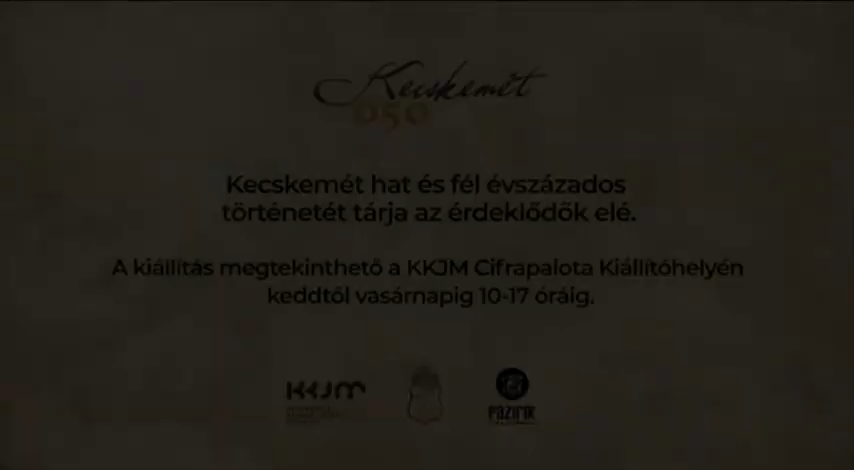 Kecskemét
650
Kecskemét hat és fél évszázados
történetét tárja az érdeklődők elé.
A kiállítás megtekinthető a KKJM Cifrapalota Kiállítóhelyén
keddtől vasárnapig 10-17 óráig.
KKJM
PAZIRIK